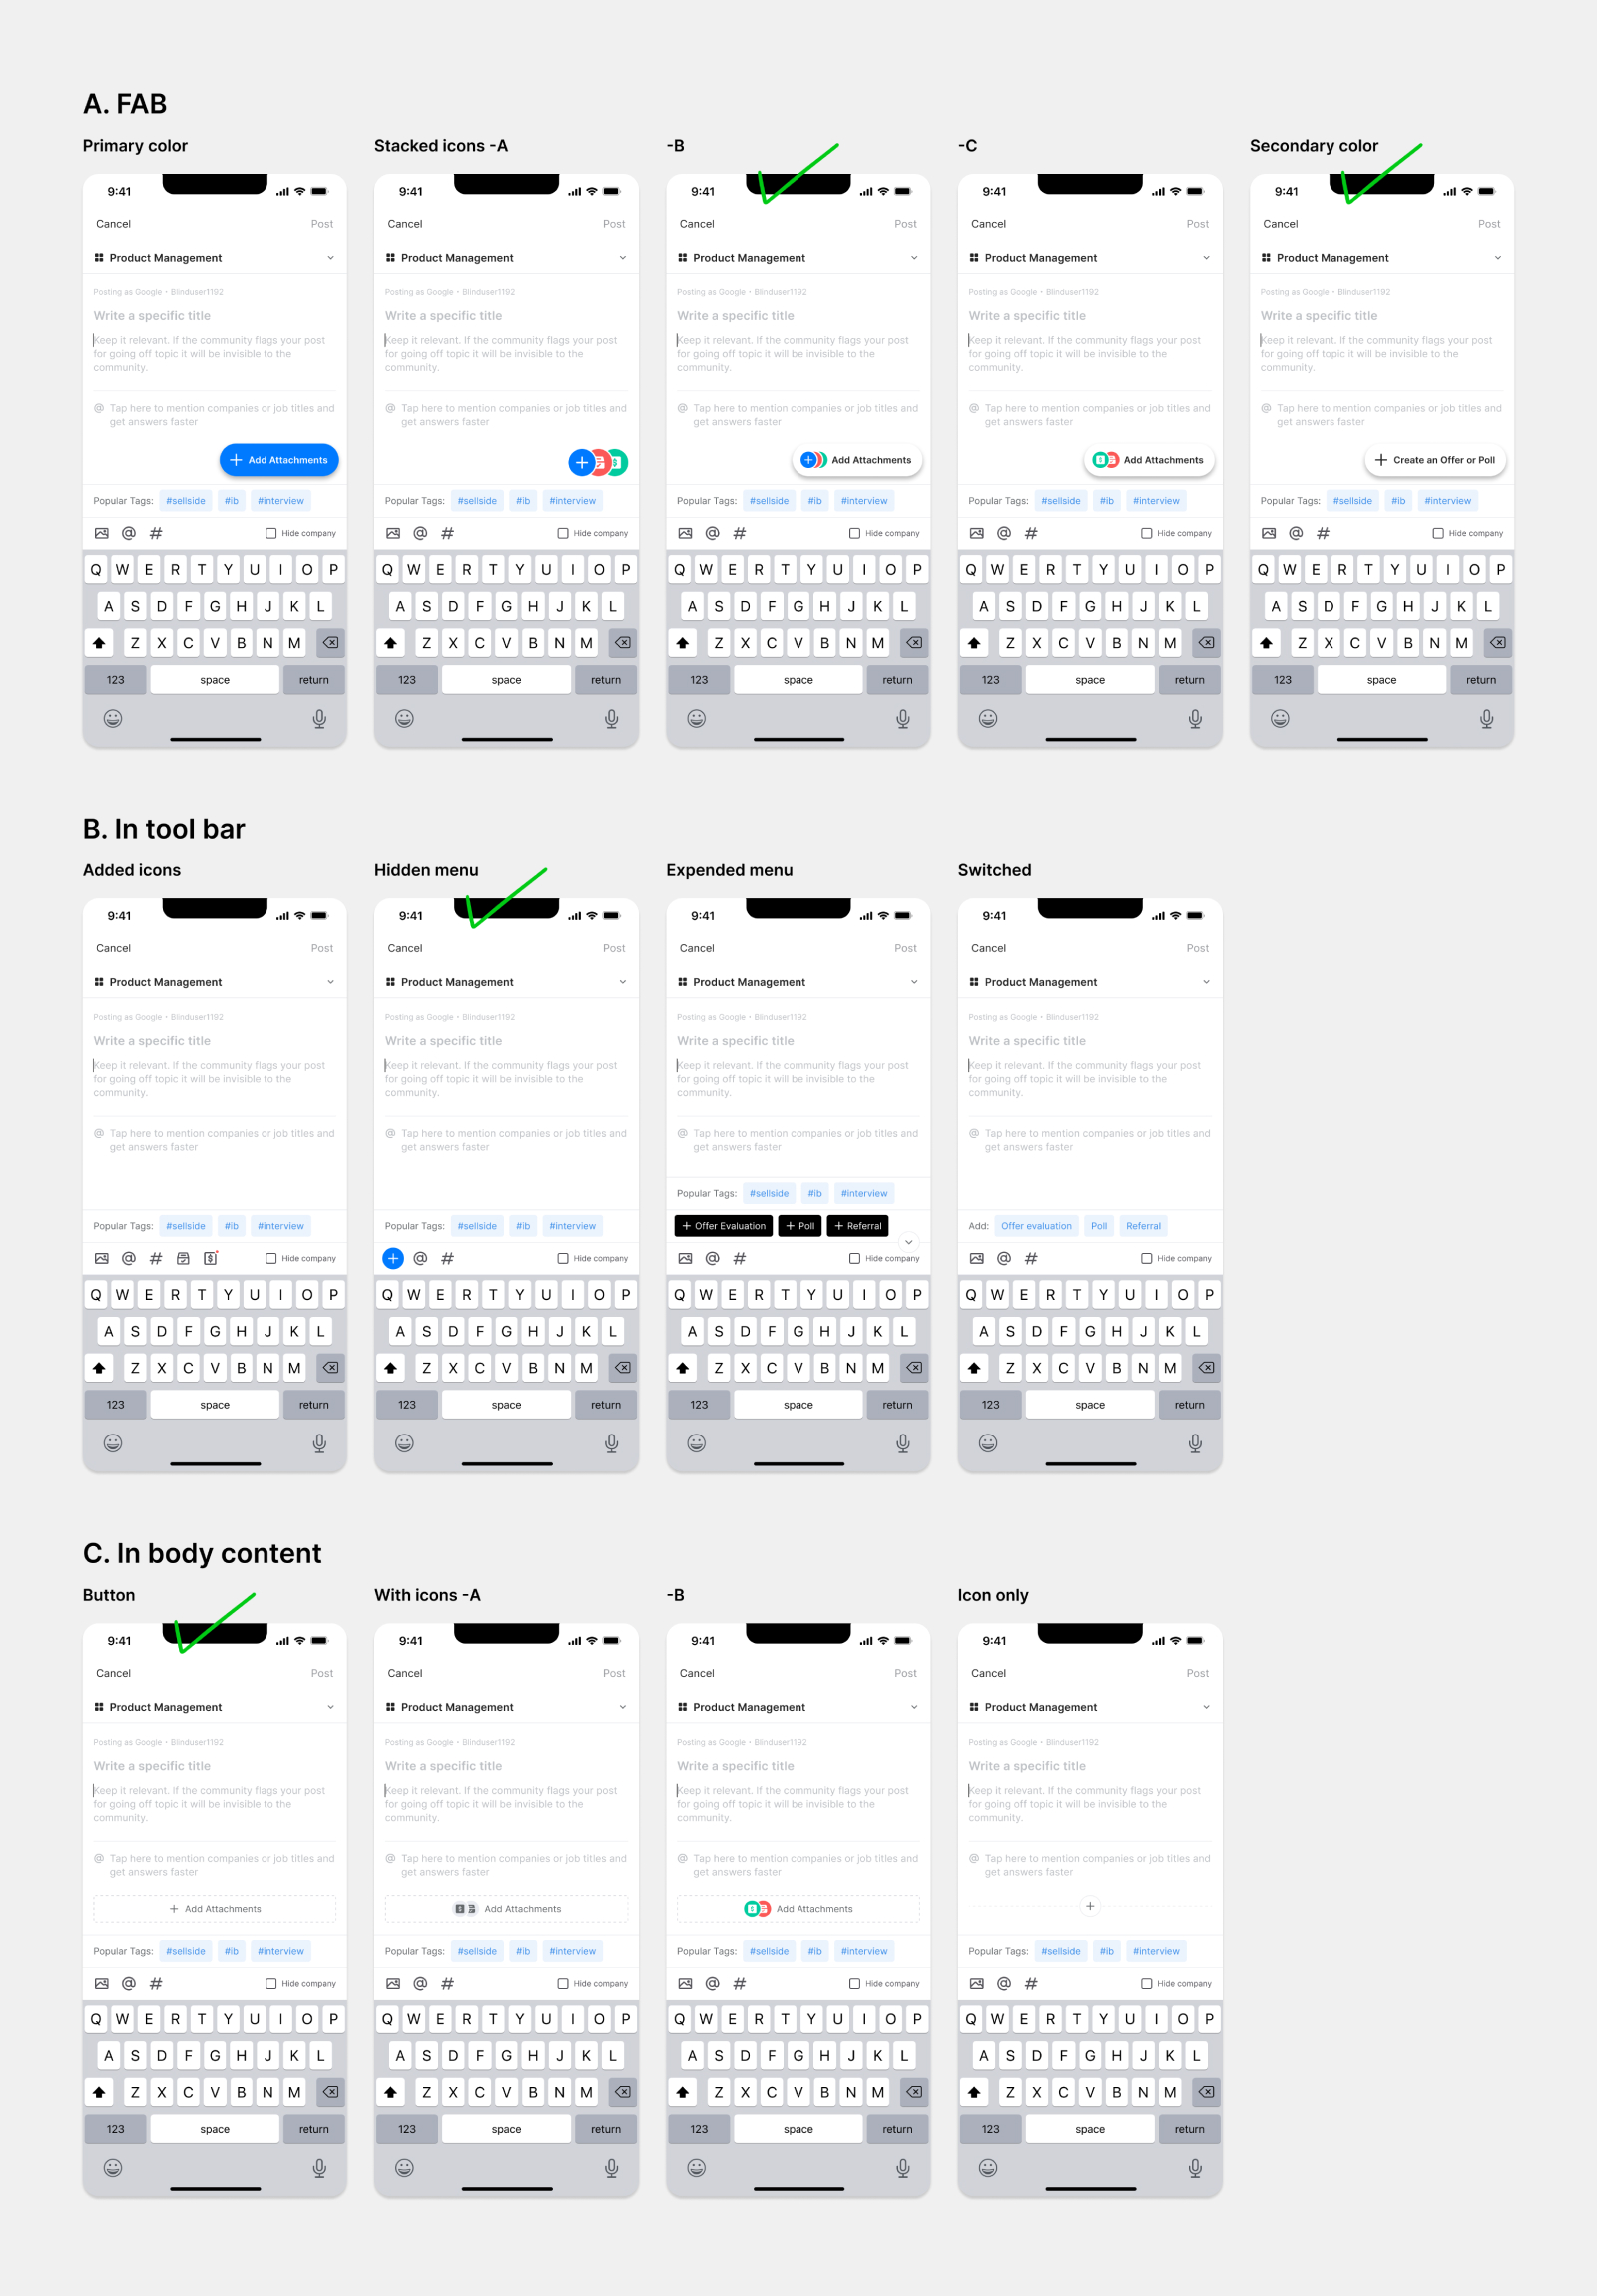 A. FAB
Primary color
9:41
Cancel Post
Product Management
Posting as Google • Blinduser1192
Write a specific title
Keep it relevant. If the community flags your post
for going off topic it will be invisible to the
community.
@ Tap here to mention companies or job titles and
get answers faster
+ Add Attachments
Popular Tags: #sellside #ib #interview
@ # Hide company
Q W E R T Y U I O P
A S D F G H J K L
Z X C V B N M
123 space return
Stacked icons -A
9:41
Cancel Post
Product Management
Posting as Google • Blinduser1192
Write a specific title
Keep it relevant. If the community flags your post
for going off topic it will be invisible to the
community.
@ Tap here to mention companies or job titles and
get answers faster
+ $
Popular Tags: #sellside #ib #interview
@ # Hide company
Q W E R T Y U I O P
A S D F G H J K L
Z X C V B N M
123 space return
-B
9:41
Cancel Post
Product Management
Posting as Google • Blinduser1192
Write a specific title
Keep it relevant. If the community flags your post
for going off topic it will be invisible to the
community.
@ Tap here to mention companies or job titles and
get answers faster
+ Add Attachments
Popular Tags: #sellside #ib #interview
@ # Hide company
Q W E R T Y U I O P
A S D F G H J K L
Z X C V B N M
123 space return
-C
9:41
Cancel Post
Product Management
Posting as Google • Blinduser1192
Write a specific title
Keep it relevant. If the community flags your post
for going off topic it will be invisible to the
community.
@ Tap here to mention companies or job titles and
get answers faster
$ Add Attachments
Popular Tags: #sellside #ib #interview
@ # Hide company
Q W E R T Y U I O P
A S D F G H J K L
Z X C V B N M
123 space return
Secondary color
9:41
Cancel Post
Product Management
Posting as Google • Blinduser1192
Write a specific title
Keep it relevant. If the community flags your post
for going off topic it will be invisible to the
community.
@ Tap here to mention companies or job titles and
get answers faster
+ Create an Offer or Poll
Popular Tags: #sellside #ib #interview
@ # Hide company
Q W E R T Y U I O P
A S D F G H J K L
Z X C V B N M
123 space return
B. In tool bar
Added icons
9:41
Cancel Post
Product Management
Posting as Google • Blinduser1192
Write a specific title
Keep it relevant. If the community flags your post
for going off topic it will be invisible to the
community.
@ Tap here to mention companies or job titles and
get answers faster
Popular Tags: #sellside #ib #interview
@ # $ Hide company
Q W E R T Y U I O P
A S D F G H J K L
Z X C V B N M
123 space return
Hidden menu
9:41
Cancel Post
Product Management
Posting as Google • Blinduser1192
Write a specific title
Keep it relevant. If the community flags your post
for going off topic it will be invisible to the
community.
@ Tap here to mention companies or job titles and
get answers faster
Popular Tags: #sellside #ib #interview
+ @ # Hide company
Q W E R T Y U I O P
A S D F G H J K L
Z X C V B N M
123 space return
Expended menu
9:41
Cancel Post
Product Management
Posting as Google • Blinduser1192
Write a specific title
Keep it relevant. If the community flags your post
for going off topic it will be invisible to the
community.
@ Tap here to mention companies or job titles and
get answers faster
Popular Tags: #sellside #ib #interview
+ Offer Evaluation + Poll + Referral
@ # Hide company
Q W E R T Y U I O P
A S D F G H J K L
Z X C V B N M
123 space return
Switched
9:41
Cancel Post
Product Management
Posting as Google • Blinduser1192
Write a specific title
Keep it relevant. If the community flags your post
for going off topic it will be invisible to the
community.
@ Tap here to mention companies or job titles and
get answers faster
Add: Offer evaluation Poll Referral
@ # Hide company
Q W E R T Y U I O P
A S D F G H J K L
Z X C V B N M
123 space return
C. In body content
Button
9:41
Cancel Post
Product Management
Posting as Google • Blinduser1192
Write a specific title
Keep it relevant. If the community flags your post
for going off topic it will be invisible to the
community.
@ Tap here to mention companies or job titles and
get answers faster
+ Add Attachments
Popular Tags: #sellside #ib #interview
@ # Hide company
Q W E R T Y U I O P
A S D F G H J K L
Z X C V B N M
123 space return
With icons -A
9:41
Cancel Post
Product Management
Posting as Google • Blinduser1192
Write a specific title
Keep it relevant. If the community flags your post
for going off topic it will be invisible to the
community.
@ Tap here to mention companies or job titles and
get answers faster
$ Add Attachments
Popular Tags: #sellside #ib #interview
@ # Hide company
Q W E R T Y U I O P
A S D F G H J K L
Z X C V B N M
123 space return
-B
9:41
Cancel Post
Product Management
Posting as Google • Blinduser1192
Write a specific title
Keep it relevant. If the community flags your post
for going off topic it will be invisible to the
community.
@ Tap here to mention companies or job titles and
get answers faster
$ Add Attachments
Popular Tags: #sellside #ib #interview
@ # Hide company
Q W E R T Y U I O P
A S D F G H J K L
Z X C V B N M
123 space return
Icon only
9:41
Cancel Post
Product Management
Posting as Google • Blinduser1192
Write a specific title
Keep it relevant. If the community flags your post
for going off topic it will be invisible to the
community.
@ Tap here to mention companies or job titles and
get answers faster
+
Popular Tags: #sellside #ib #interview
@ # Hide company
Q W E R T Y U I O P
A S D F G H J K L
Z X C V B N M
123 space return